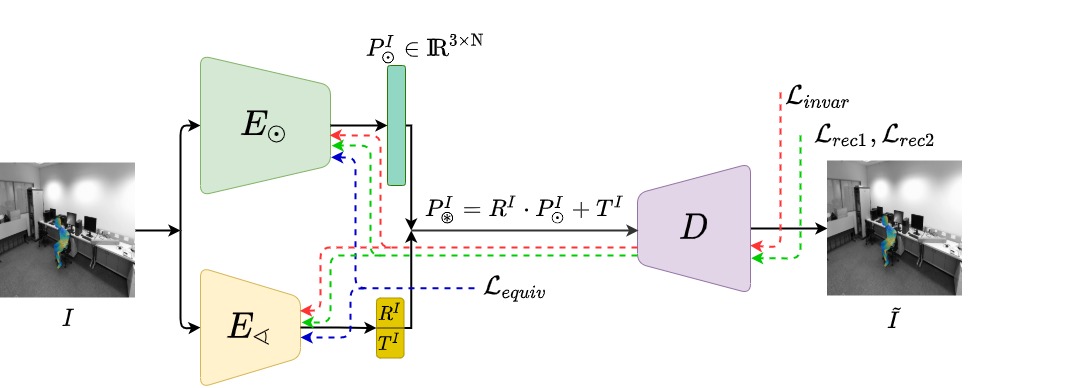 $P^I_{\odot} \in \mathbb{R}^{3 \times N}$
$E_{\odot}$
$\mathcal{L}_{invar}$
$\mathcal{L}_{rec1}, \mathcal{L}_{rec2}$
$P^I_{\circledast} = R^I \cdot P^I_{\odot} + T^I$
$D$
$\mathcal{L}_{equiv}$
$I$
$E_{\sphericalangle}$
$R^I$
$T^I$
$\tilde{I}$